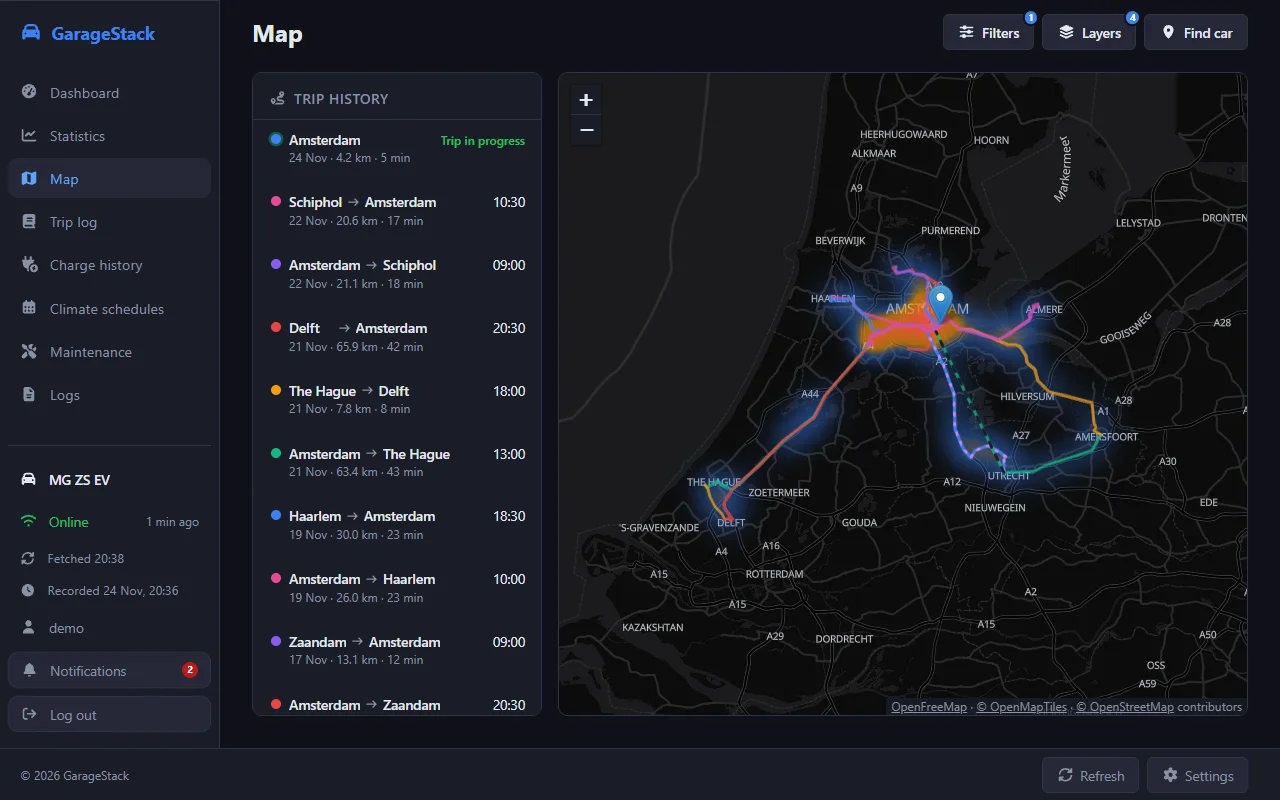 GarageStack
Dashboard
Statistics
Map
Trip log
Charge history
Climate schedules
Maintenance
Logs
MG ZS EV
Online
1 min ago
Fetched 20:38
Recorded 24 Nov, 20:36
demo
Notifications
2
Log out
Map
Filters
1
Layers
4
Find car
TRIP HISTORY
Amsterdam
Trip in progress
24 Nov · 4.2 km · 5 min
Schiphol → Amsterdam
10:30
22 Nov · 20.6 km · 17 min
Amsterdam → Schiphol
09:00
22 Nov · 21.1 km · 18 min
Delft → Amsterdam
20:30
21 Nov · 65.9 km · 42 min
The Hague → Delft
18:00
21 Nov · 7.8 km · 8 min
Amsterdam → The Hague
13:00
21 Nov · 63.4 km · 43 min
Haarlem → Amsterdam
18:30
19 Nov · 30.0 km · 23 min
Amsterdam → Haarlem
10:00
19 Nov · 26.0 km · 23 min
Zaandam → Amsterdam
09:00
17 Nov · 13.1 km · 12 min
Amsterdam → Zaandam
20:30
+
−
A7
HEERHUGOWAARD
HOORN
ALKMAAR
Markermeer
A9
DRONTEN
LELYSTAD
PURMEREND
BEVERWIJK
HAARLEM
ALMERE
GOOISEWEG
A28
A2
A44
HILVERSUM
A28
A1
A27
AMERSFOORT
A30
THE HAGUE
ZOETERMEER
A12
UTRECHT
EDE
NIEUWEGEIN
'S-GRAVENZANDE
DELFT
GOUDA
A4
A16
A15
ROTTERDAM
A2
A15
KAZAKSHTAN
A29
DORDRECHT
A15
A50
OSS
A59
OpenFreeMap · © OpenMapTiles · © OpenStreetMap contributors
© 2026 GarageStack
Refresh
Settings